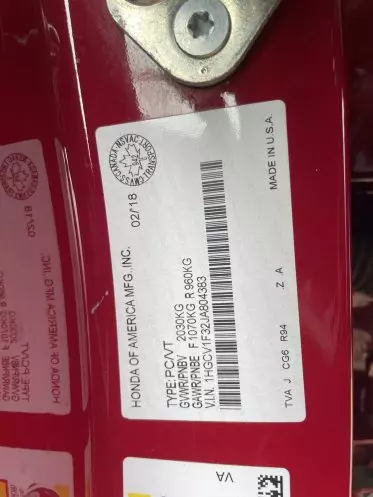 HONDA OF AMERICA MFG., INC. 02/18
TYPE:PC/VT
GVWR/PNBV 2030KG
GAWR/PNBE F 1070KG R 960KG
V.I.N. 1HGCV1F32JA804383
MADE IN U.S.A.
Z A
TVA J CG6 R94
VA